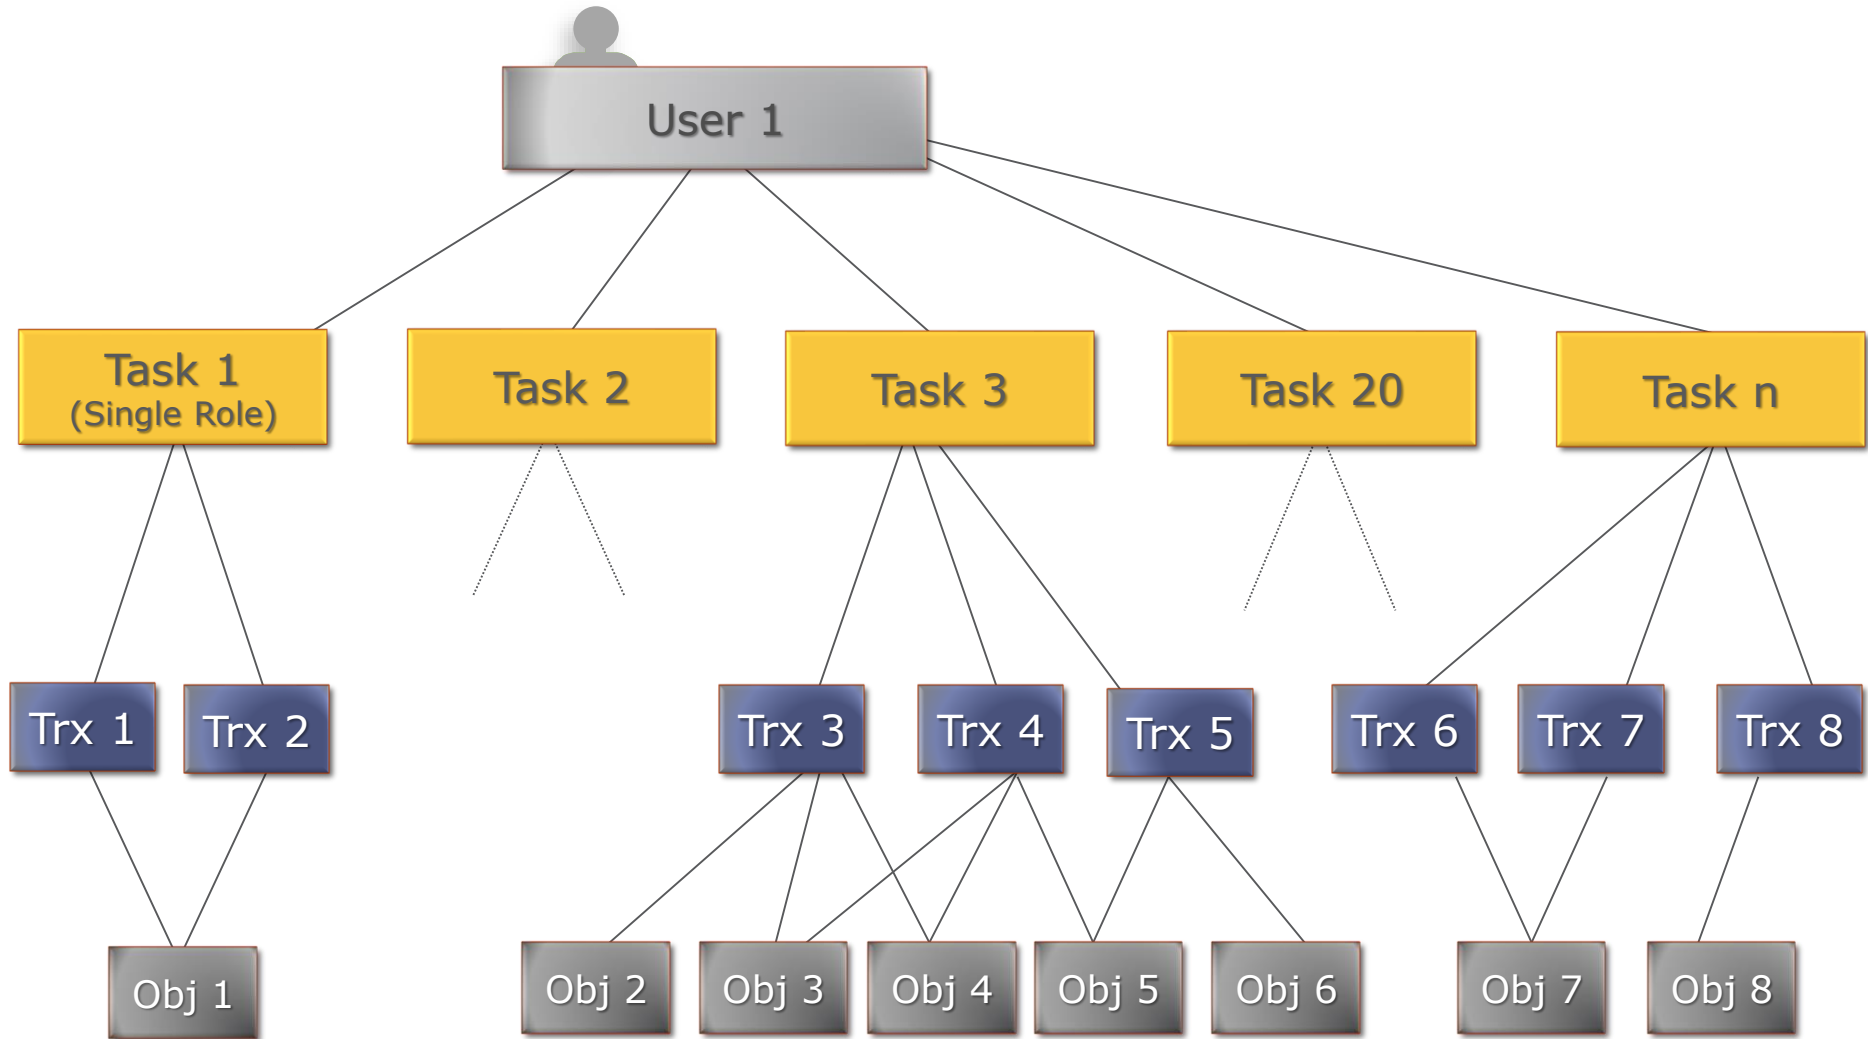 User 1
Task 1
(Single Role)
Task 2
Task 3
Task 20
Task n
Trx 1
Trx 2
Trx 3
Trx 4
Trx 5
Trx 6
Trx 7
Trx 8
Obj 1
Obj 2
Obj 3
Obj 4
Obj 5
Obj 6
Obj 7
Obj 8